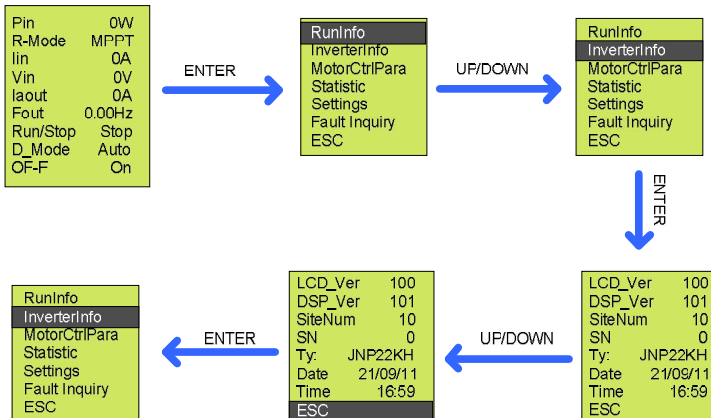 Pin 0W
R-Mode MPPT
Iin 0A
Vin 0V
Iaout 0A
Fout 0.00Hz
Run/Stop Stop
D_Mode Auto
OF-F On
ENTER
RunInfo
InverterInfo
MotorCtrlPara
Statistic
Settings
Fault Inquiry
ESC
UP/DOWN
RunInfo
InverterInfo
MotorCtrlPara
Statistic
Settings
Fault Inquiry
ESC
ENTER
LCD_Ver 100
DSP_Ver 101
SiteNum 10
SN 0
Ty: JNP22KH
Date 21/09/11
Time 16:59
ESC
UP/DOWN
LCD_Ver 100
DSP_Ver 101
SiteNum 10
SN 0
Ty: JNP22KH
Date 21/09/11
Time 16:59
ESC
ENTER
RunInfo
InverterInfo
MotorCtrlPara
Statistic
Settings
Fault Inquiry
ESC